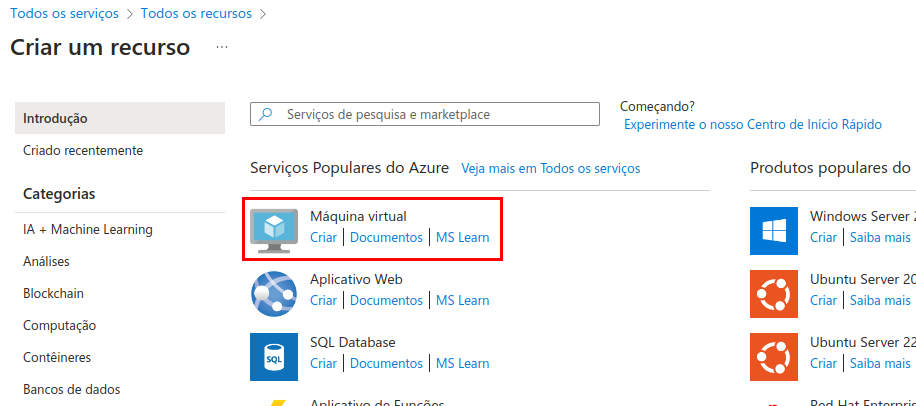 Todos os serviços > Todos os recursos >
Criar um recurso ...
Introdução
Criado recentemente
Categorias
IA + Machine Learning
Análises
Blockchain
Computação
Contêineres
Bancos de dados
Serviços de pesquisa e marketplace
Começando?
Experimente o nosso Centro de Início Rápido
Serviços Populares do Azure Veja mais em Todos os serviços
Máquina virtual
Criar | Documentos | MS Learn
Aplicativo Web
Criar | Documentos | MS Learn
SQL
SQL Database
Criar | Documentos | MS Learn
Aplicativo de Funções
Produtos populares do
Windows Server 2
Criar | Saiba mais
Ubuntu Server 20
Criar | Saiba mais
Ubuntu Server 22
Criar | Saiba mais
Red Hat Enterpris